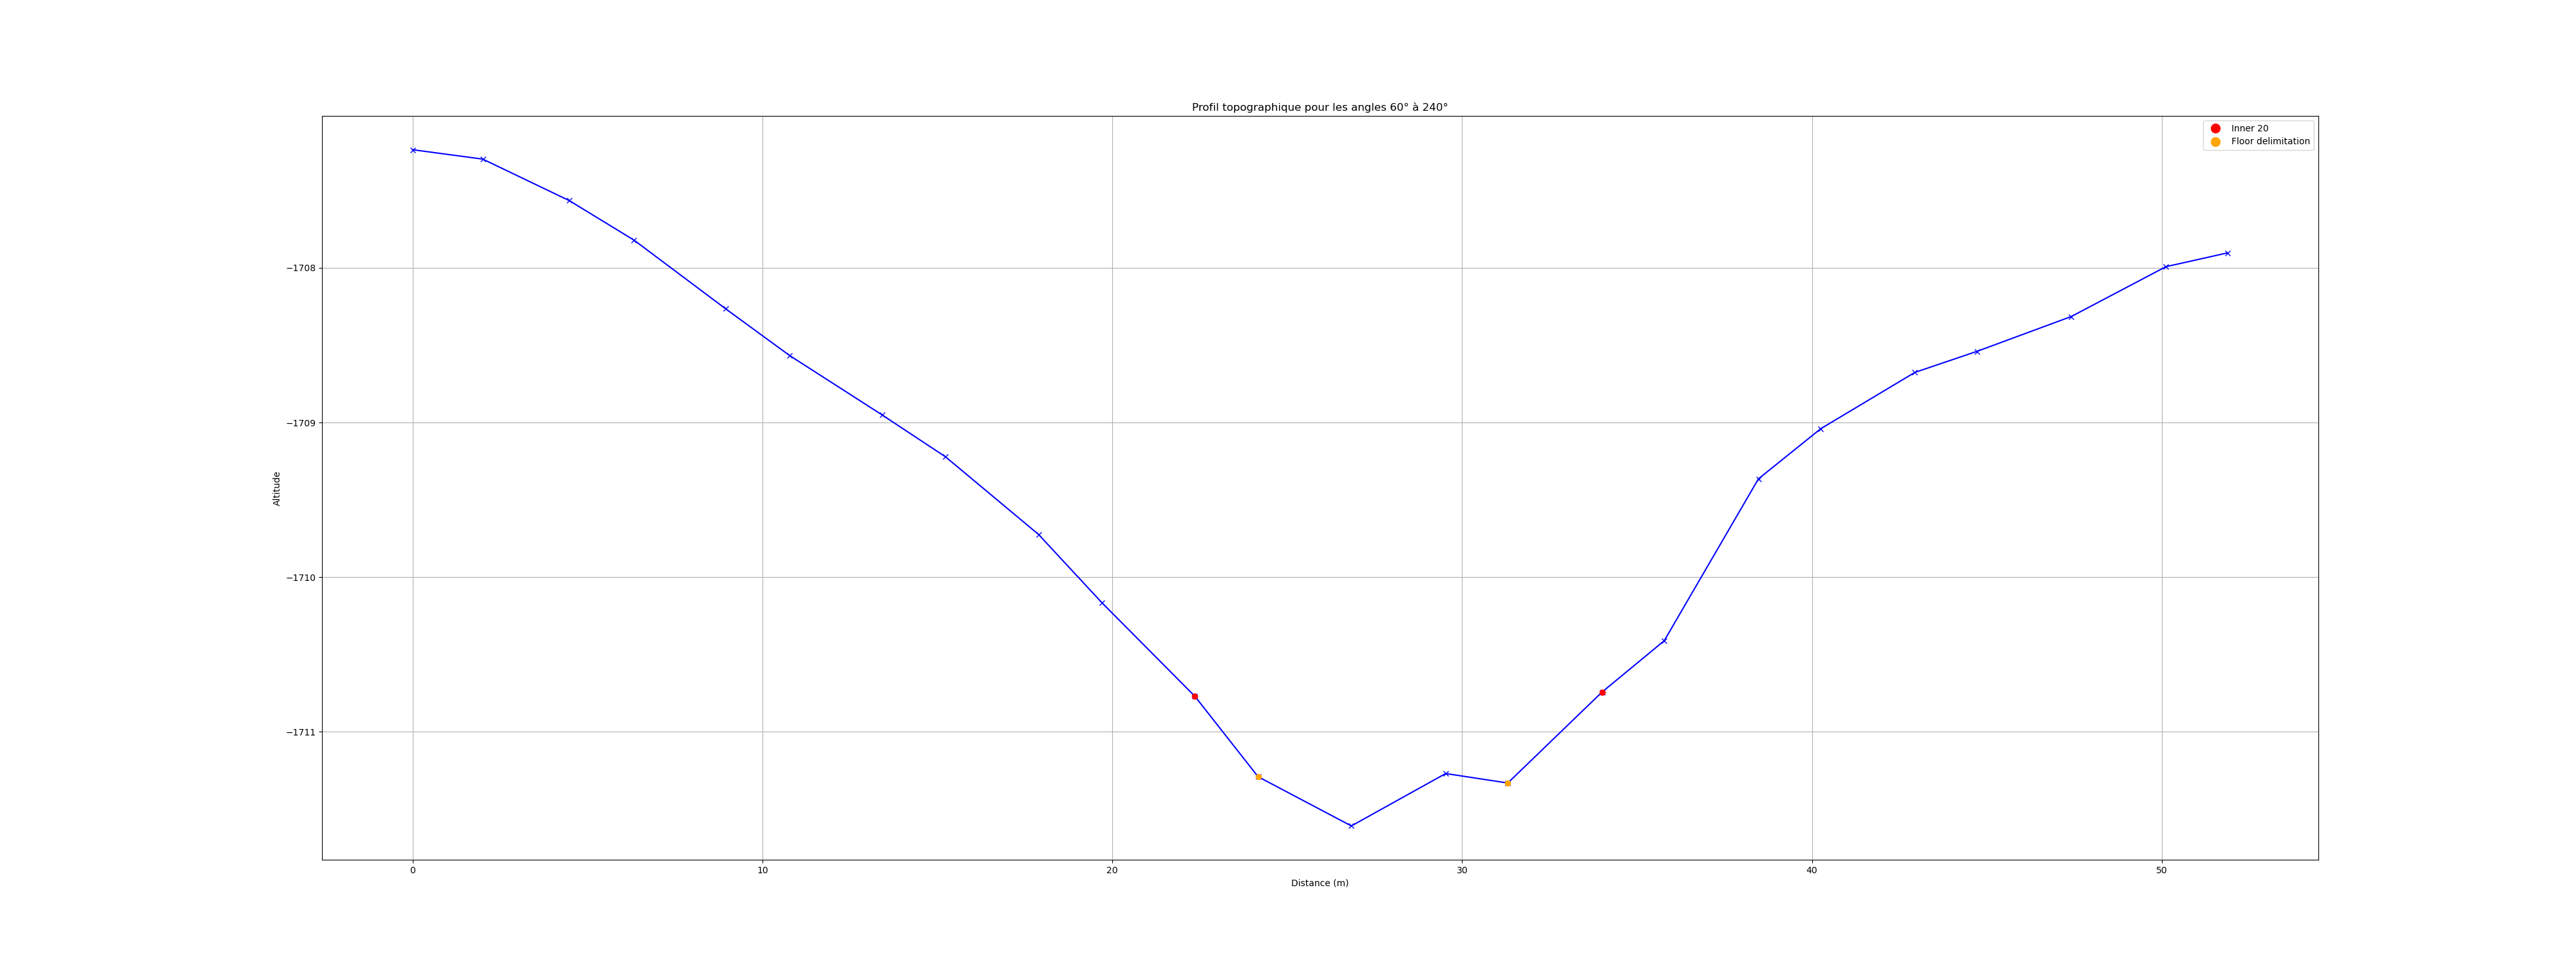 Profil topographique pour les angles 60° à 240°
Inner 20
Floor delimitation
Altitude
−1708
−1709
−1710
−1711
0 10 20 30 40 50
Distance (m)